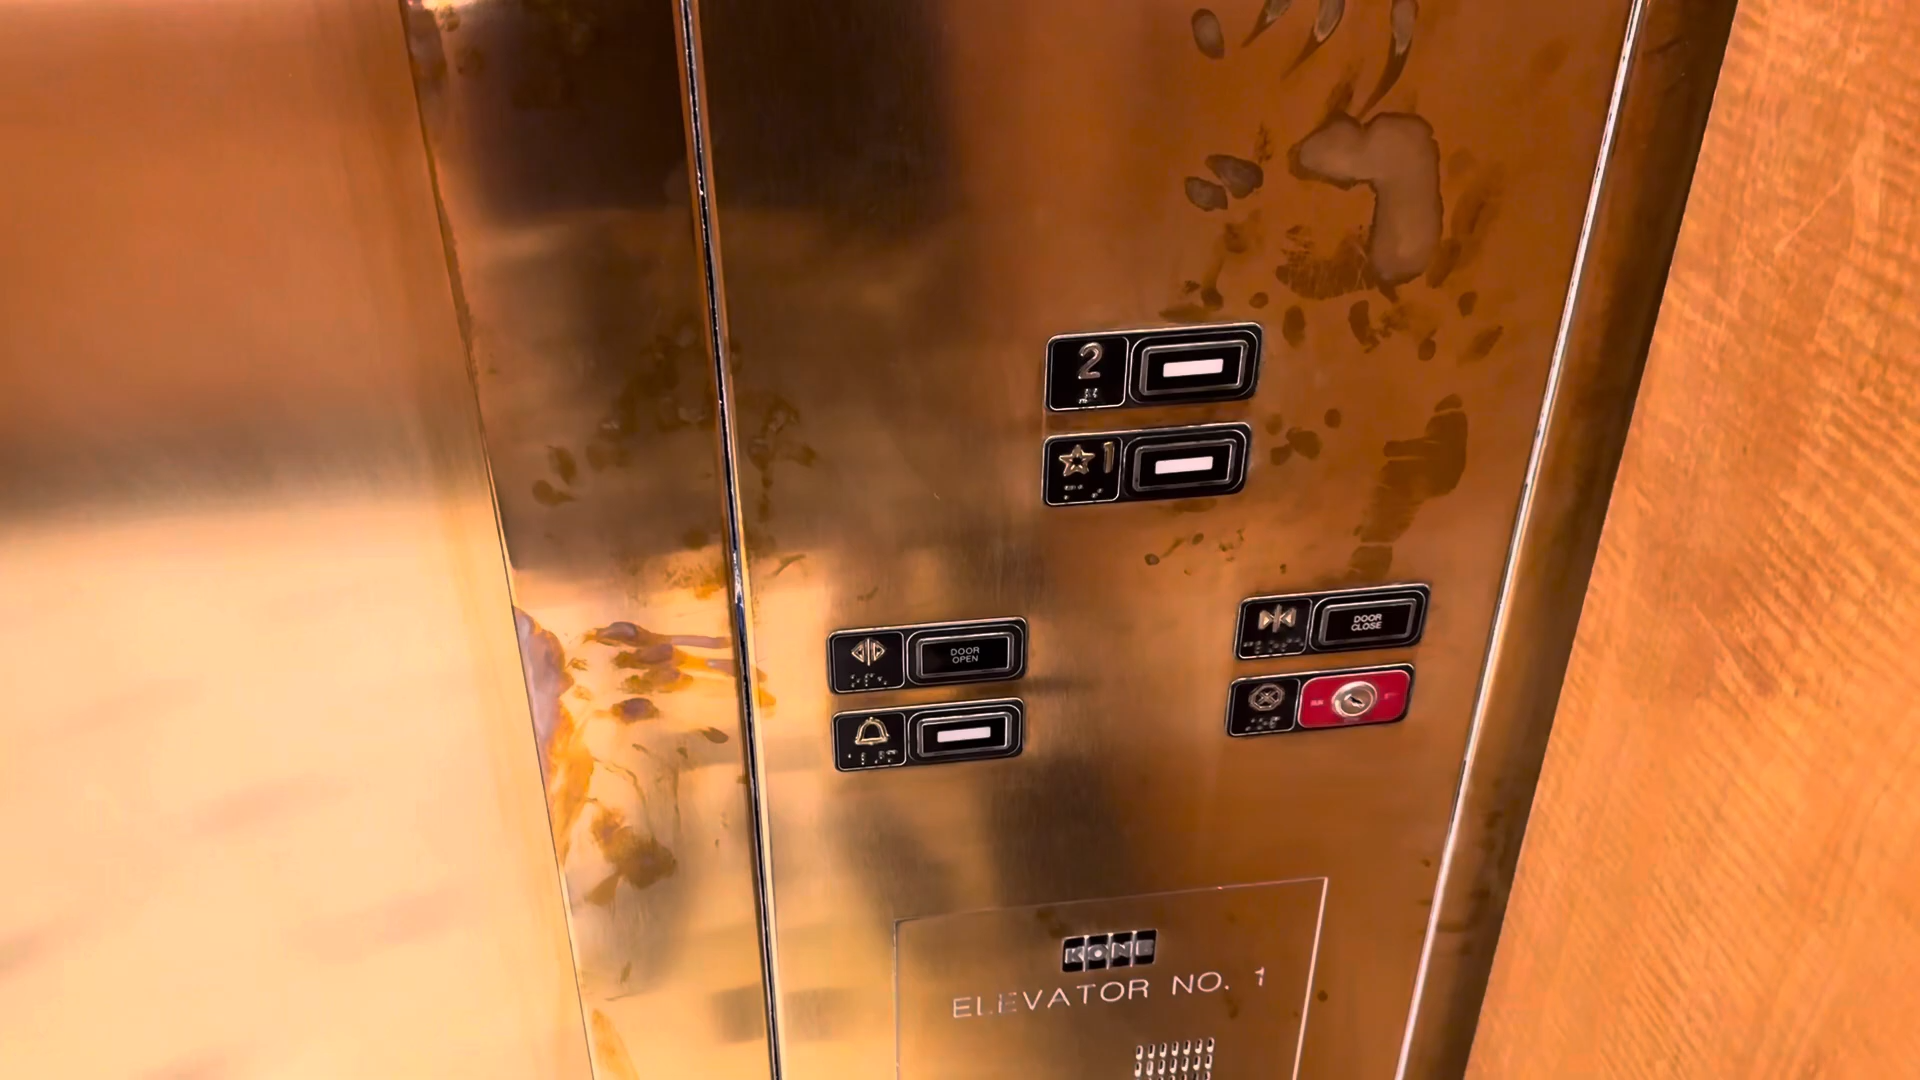 2
1
DOOR
OPEN
DOOR
CLOSE
KONE
ELEVATOR NO. 1